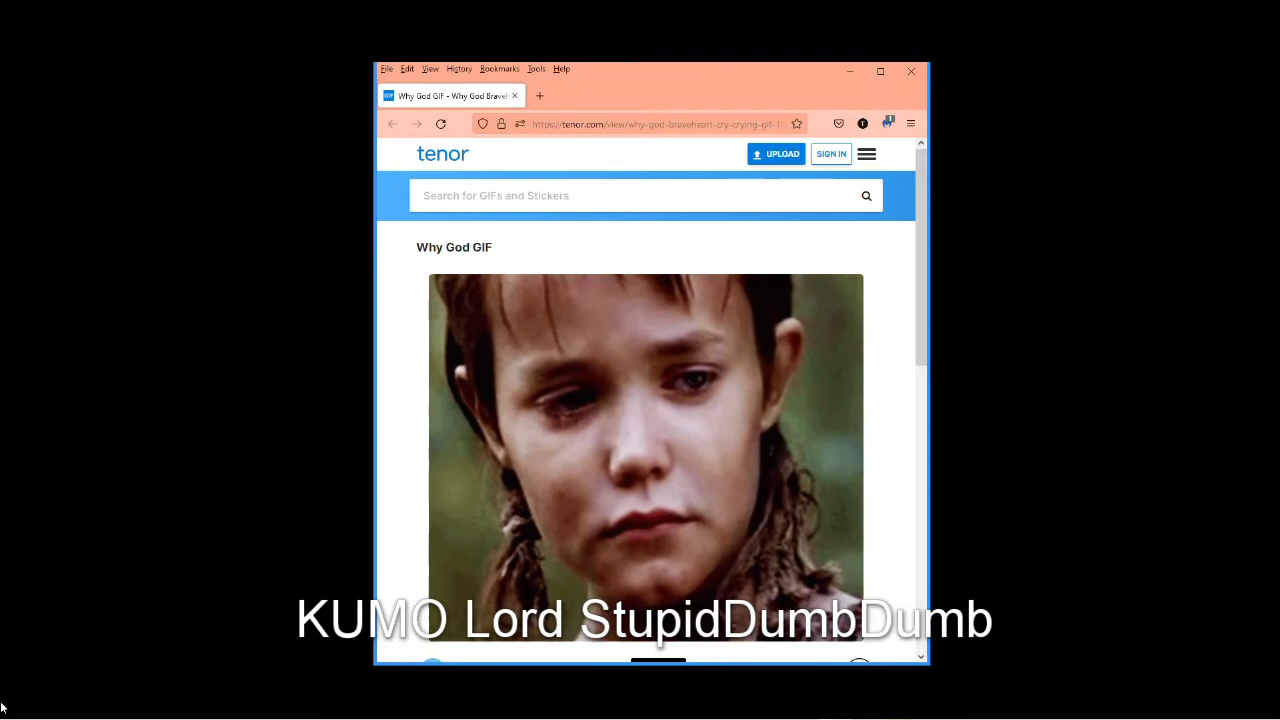 File Edit View History Bookmarks Tools Help
Why God GIF - Why God Bravel
https://tenor.com/view/why-god-braveheart-cry-crying-gif-1
tenor
UPLOAD
SIGN IN
Search for GIFs and Stickers
Why God GIF
KUMO Lord StupidDumbDumb